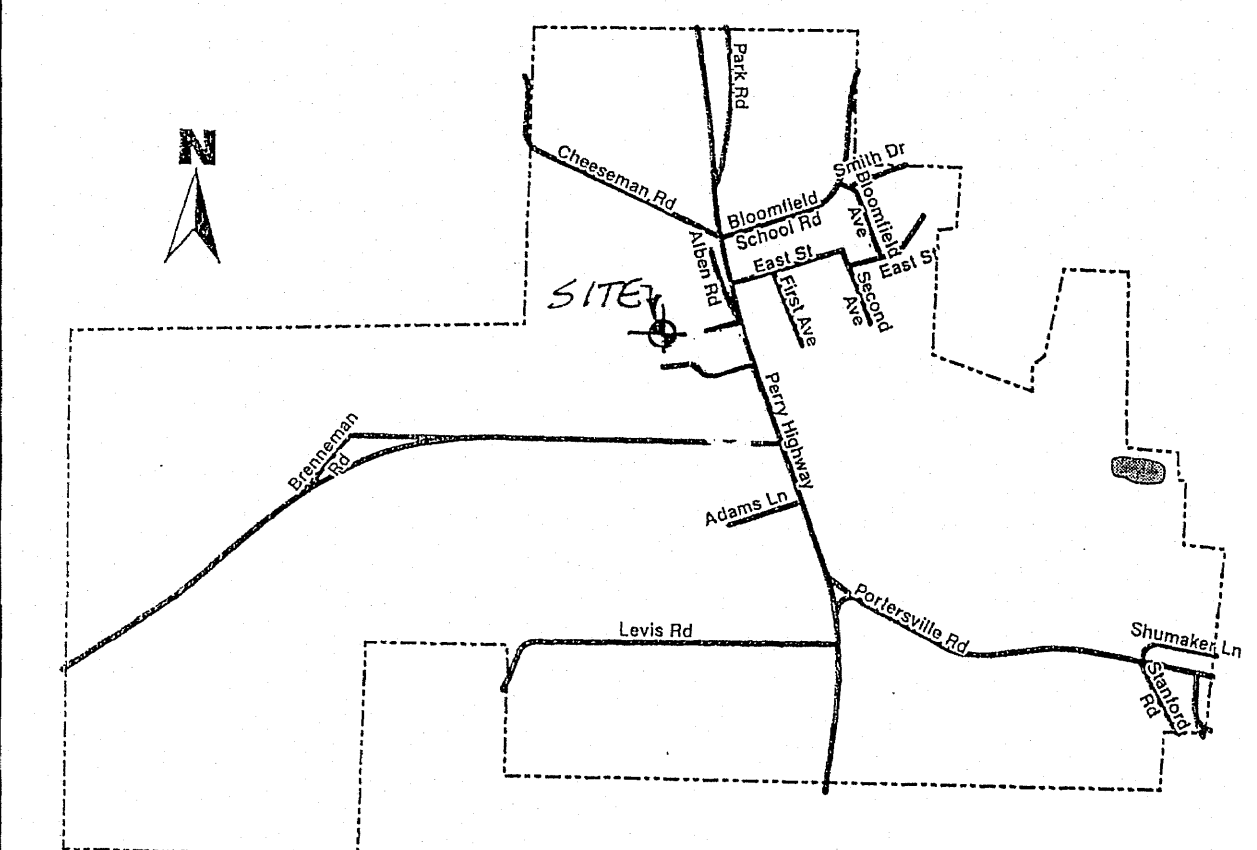 Park Rd
N
Cheeseman Rd
Smith Dr
Bloomfield
School Rd
Bloomfield
Ave
Alben Rd
East St
East St
First Ave
Second
Ave
SITE
Perry Highway
Brenneman
Rd
Adams Ln
Portersville Rd
Levis Rd
Shumaker Ln
Stanford
Rd